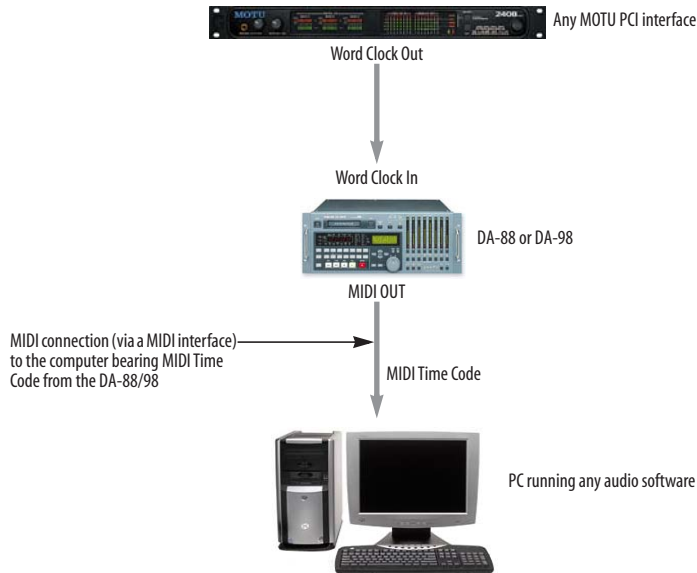 MOTU
2408
Any MOTU PCI interface
Word Clock Out
Word Clock In
DA-88 or DA-98
MIDI OUT
MIDI connection (via a MIDI interface)
to the computer bearing MIDI Time
Code from the DA-88/98
MIDI Time Code
PC running any audio software